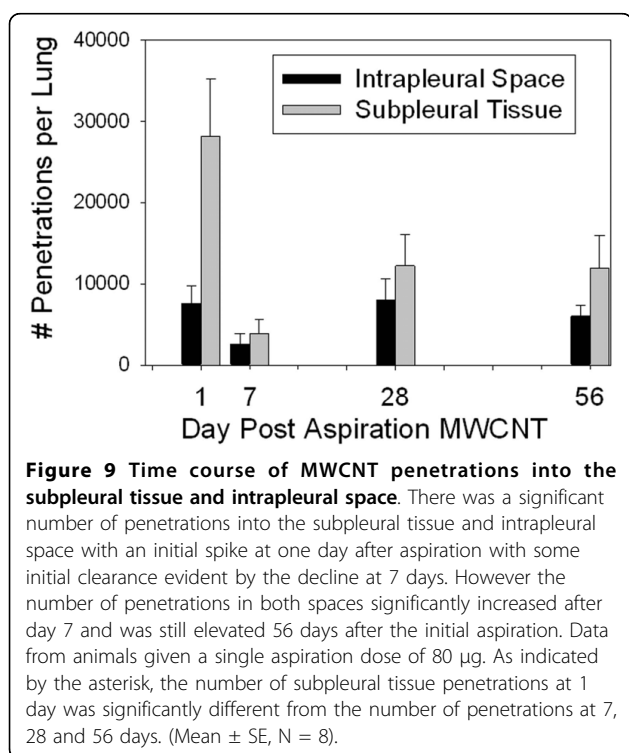 40000
30000
20000
10000
0
# Penetrations per Lung
Intrapleural Space
Subpleural Tissue
1 7 28 56
Day Post Aspiration MWCNT
Figure 9 Time course of MWCNT penetrations into the
subpleural tissue and intrapleural space. There was a significant
number of penetrations into the subpleural tissue and intrapleural
space with an initial spike at one day after aspiration with some
initial clearance evident by the decline at 7 days. However the
number of penetrations in both spaces significantly increased after
day 7 and was still elevated 56 days after the initial aspiration. Data
from animals given a single aspiration dose of 80 μg. As indicated
by the asterisk, the number of subpleural tissue penetrations at 1
day was significantly different from the number of penetrations at 7,
28 and 56 days. (Mean ± SE, N = 8).